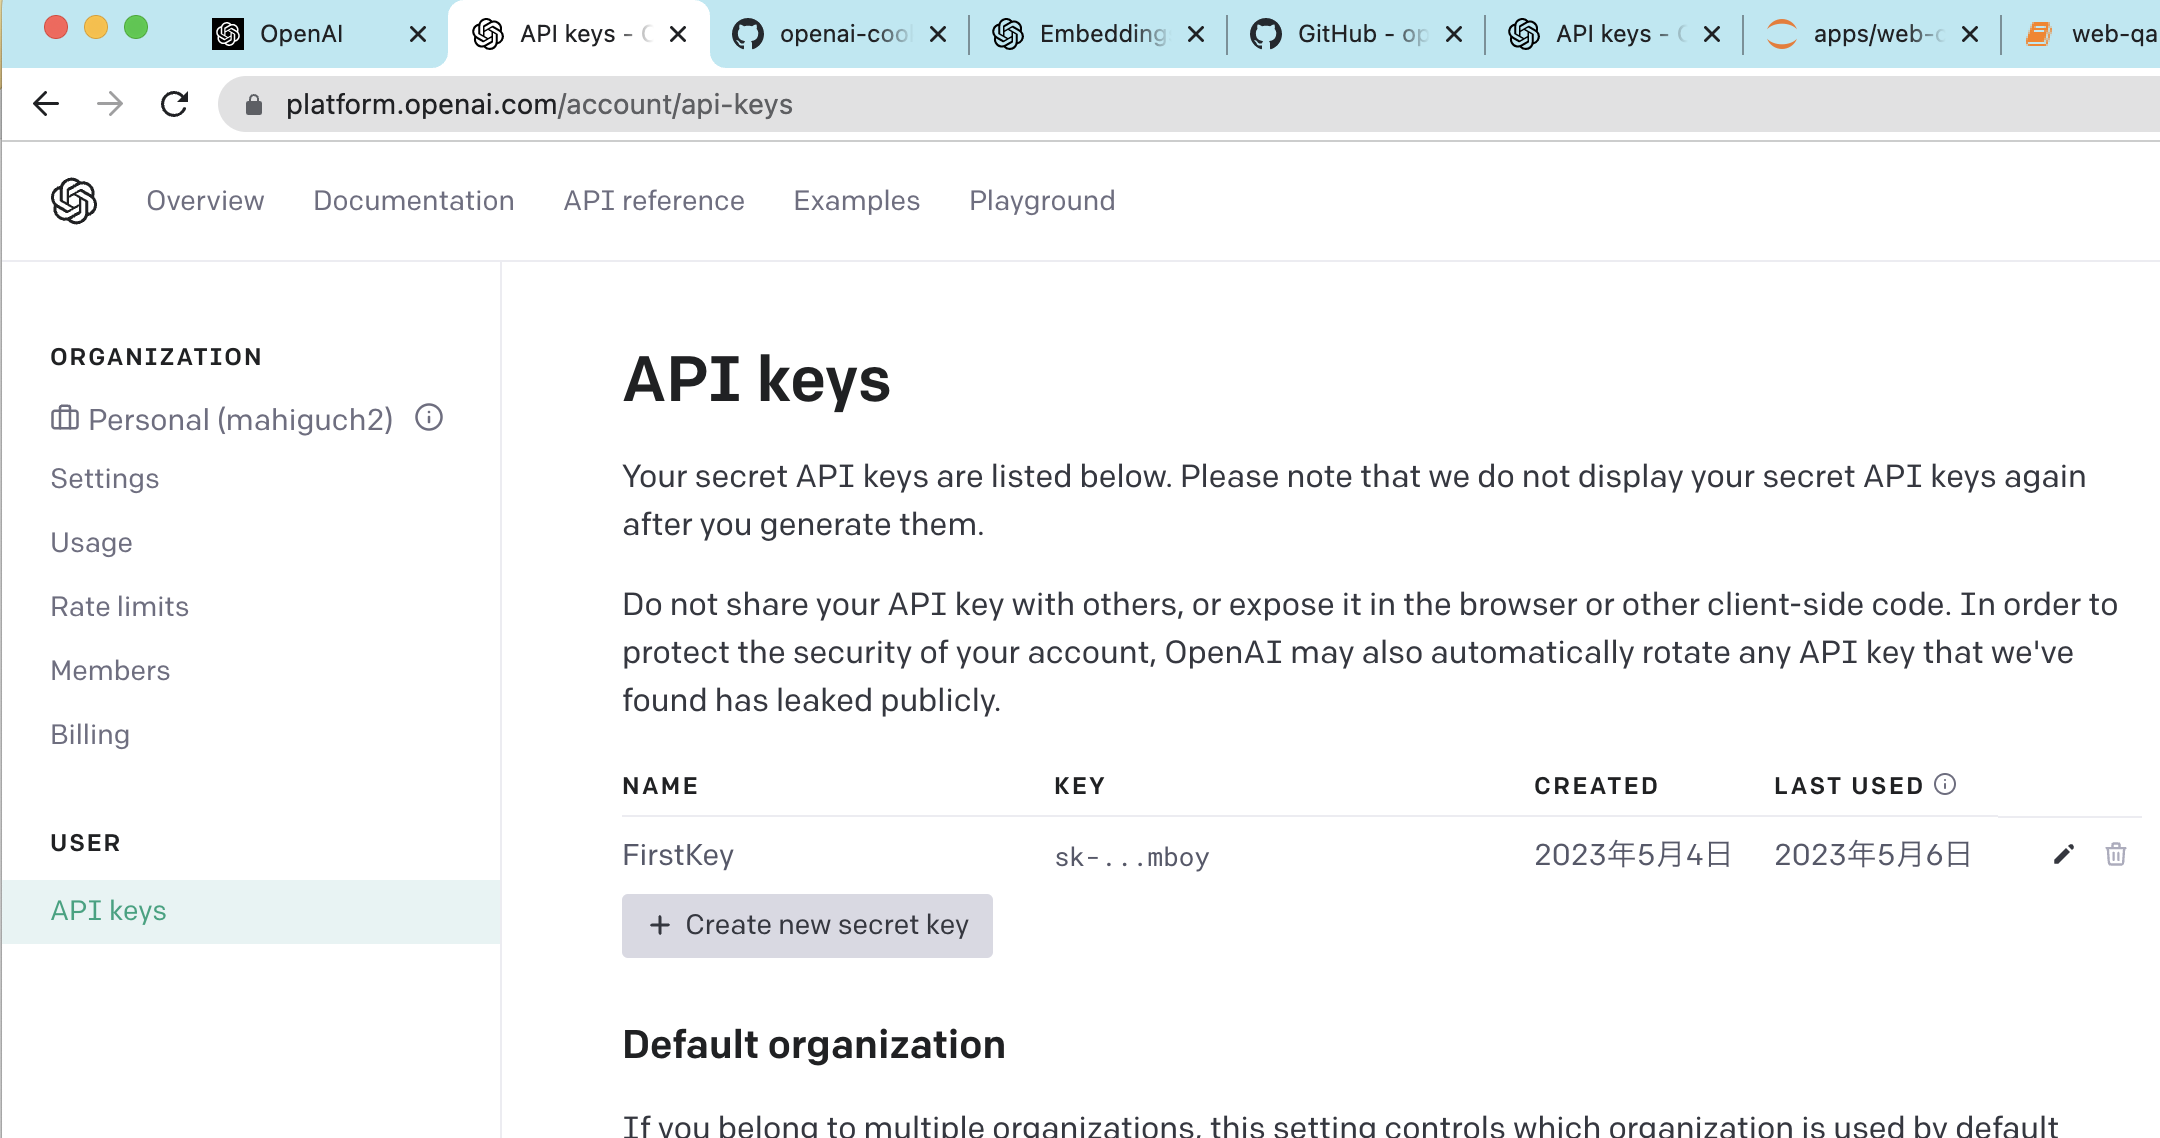 OpenAI
API keys -
openai-cool
Embedding
GitHub - op
API keys -
apps/web-
web-qa
platform.openai.com/account/api-keys
Overview
Documentation
API reference
Examples
Playground
ORGANIZATION
Personal (mahiguch2)
Settings
Usage
Rate limits
Members
Billing
USER
API keys
API keys
Your secret API keys are listed below. Please note that we do not display your secret API keys again
after you generate them.
Do not share your API key with others, or expose it in the browser or other client-side code. In order to
protect the security of your account, OpenAI may also automatically rotate any API key that we've
found has leaked publicly.
NAME KEY CREATED LAST USED
FirstKey sk-...mboy 2023年5月4日 2023年5月6日
+ Create new secret key
Default organization
If you belong to multiple organizations, this setting controls which organization is used by default